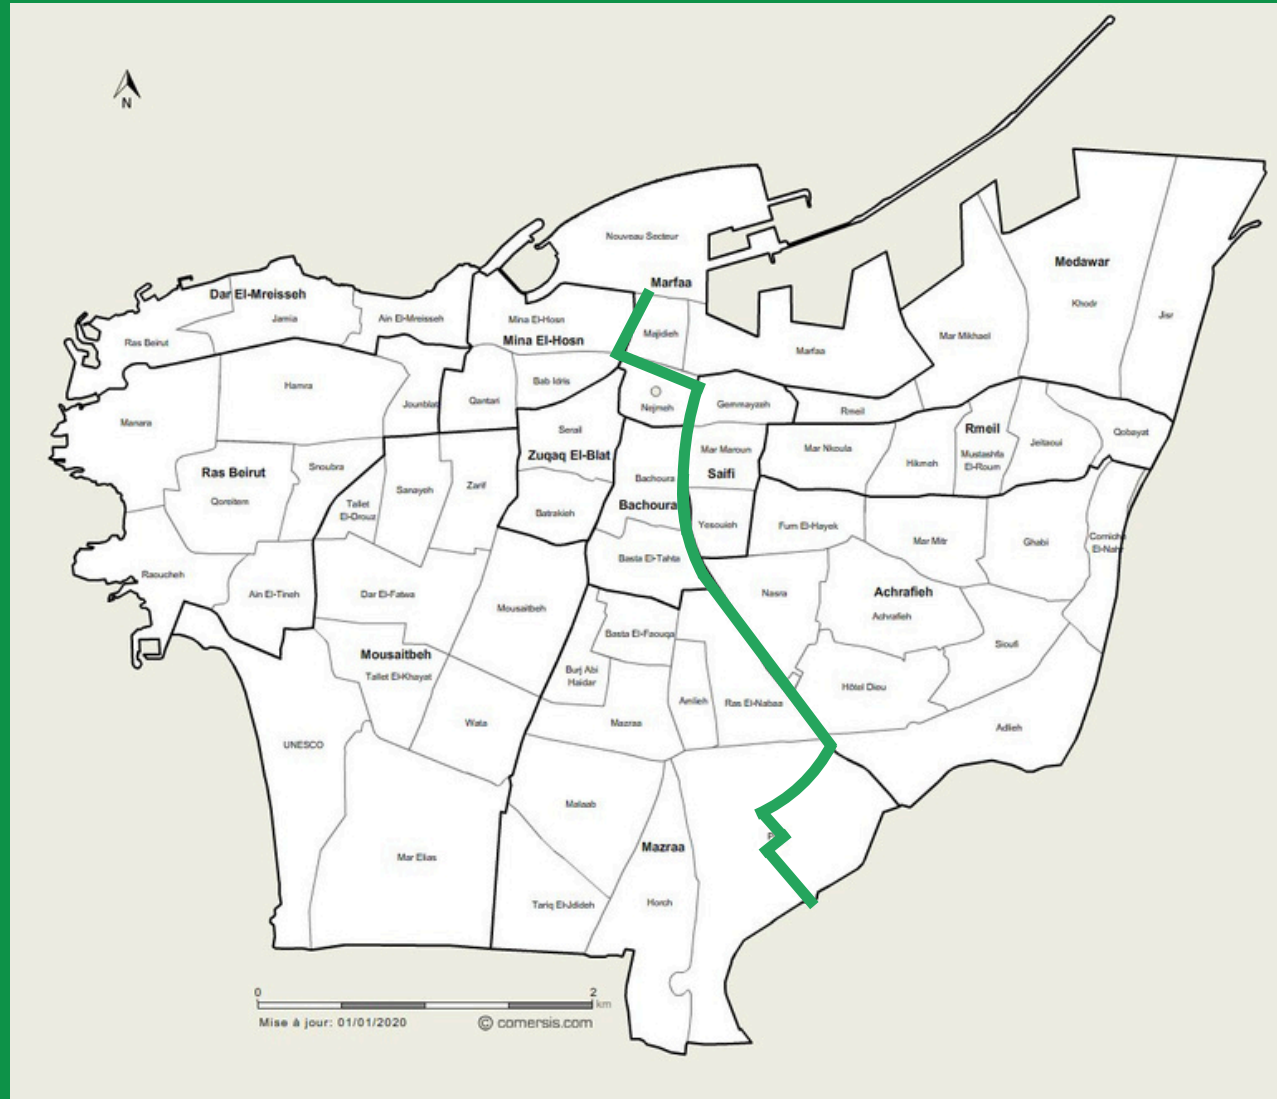 N
Nouveau Secteur
Marfaa
Medawar
Dar El-Mreisseh
Khodr
Jamia
Ain El-Mreisseh
Mina El-Hosn
Jisr
Ras Beirut
Majidieh
Mar Mikhael
Mina El-Hosn
Marfaa
Bab Idris
Hamra
Jounblat
Qantari
Nejmeh
Gemmayzeh
Rmeil
Manara
Serail
Rmeil
Qobayat
Zuqaq El-Blat
Mar Maroun
Mar Nkoula
Jeitaoui
Mustashfa
El-Roum
Hikmeh
Ras Beirut
Snoubra
Saifi
Bachoura
Qoreitem
Sanayeh
Zarif
Tallet
El-Drouz
Bachoura
Batrakieh
Yesouieh
Furn El-Hayek
Mar Mitr
Ghabi
Corniche
El-Nahr
Basta El-Tahta
Raoucheh
Ain El-Tineh
Dar El-Fatwa
Mousaitbeh
Nasra
Achrafieh
Achrafieh
Basta El-Faouqa
Sioufi
Mousaitbeh
Tallet El-Khayat
Burj Abi
Haidar
Hôtel Dieu
Amlieh
Ras El-Nabaa
Wata
Mazraa
Adlieh
UNESCO
Malaab
Mazraa
Mar Elias
Tariq El-Jdideh
Horch
0
2
km
Mise à jour: 01/01/2020
© comersis.com